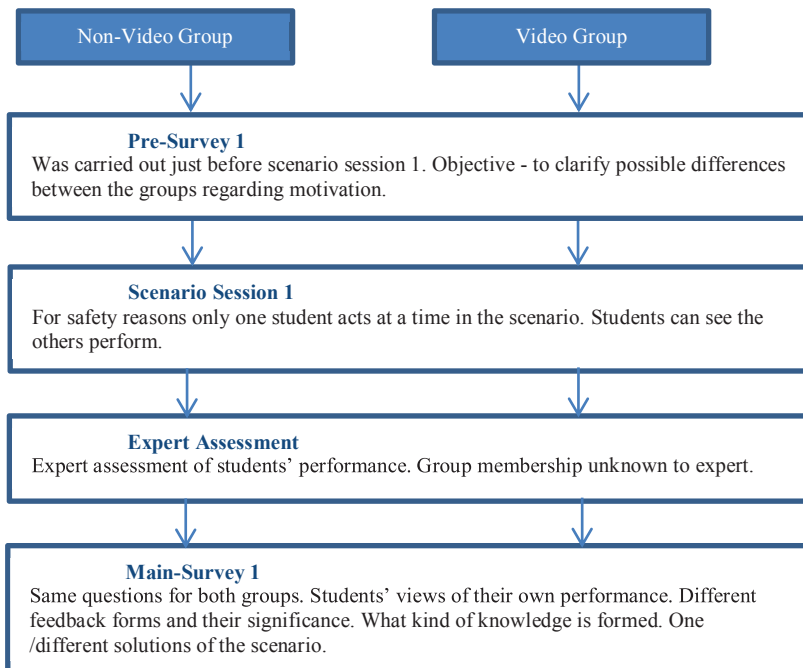 Non-Video Group
Video Group
Pre-Survey 1
Was carried out just before scenario session 1. Objective - to clarify possible differences
between the groups regarding motivation.
Scenario Session 1
For safety reasons only one student acts at a time in the scenario. Students can see the
others perform.
Expert Assessment
Expert assessment of students’ performance. Group membership unknown to expert.
Main-Survey 1
Same questions for both groups. Students’ views of their own performance. Different
feedback forms and their significance. What kind of knowledge is formed. One
/different solutions of the scenario.